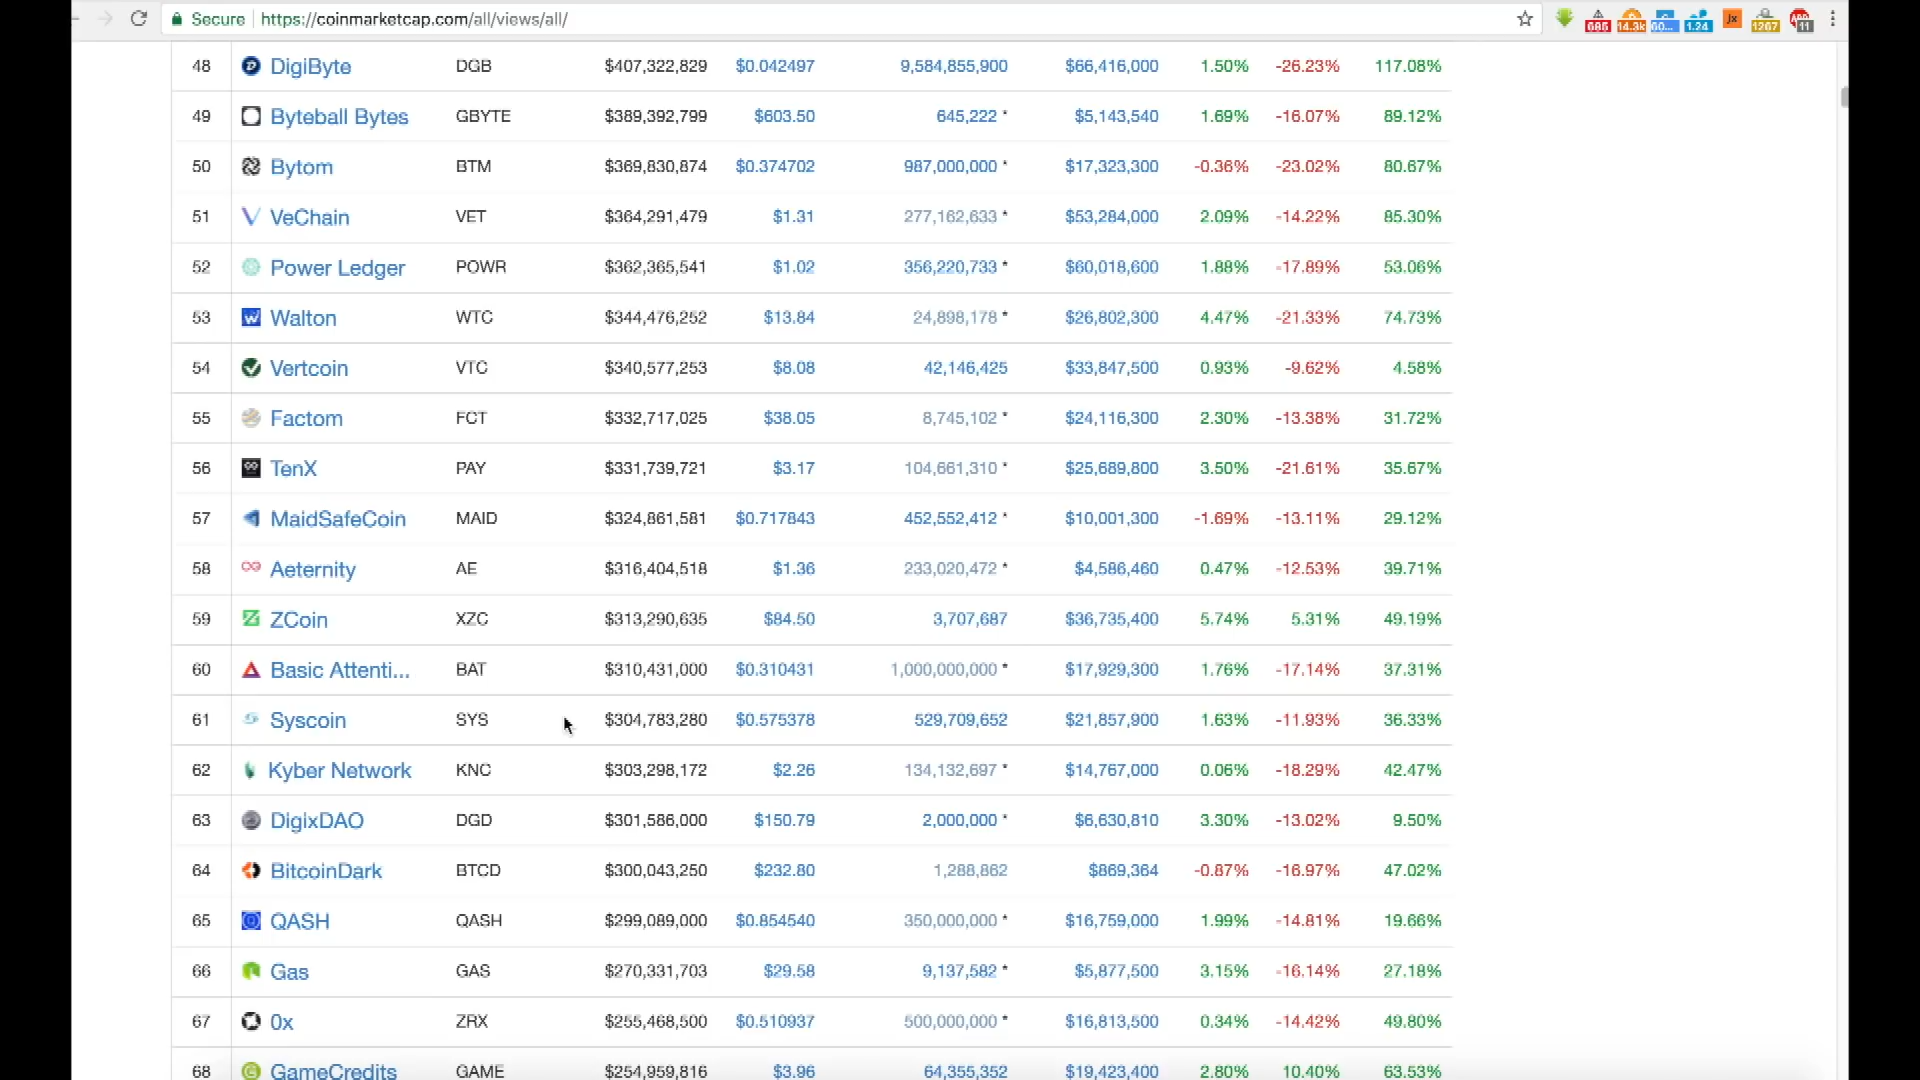 Secure https://coinmarketcap.com/all/views/all/ 685 14.3k 60... 1.24 jx 1267 11
48 DigiByte DGB $407,322,829 $0.042497 9,584,855,900 $66,416,000 1.50% -26.23% 117.08%
49 Byteball Bytes GBYTE $389,392,799 $603.50 645,222 * $5,143,540 1.69% -16.07% 89.12%
50 Bytom BTM $369,830,874 $0.374702 987,000,000 * $17,323,300 -0.36% -23.02% 80.67%
51 VeChain VET $364,291,479 $1.31 277,162,633 * $53,284,000 2.09% -14.22% 85.30%
52 Power Ledger POWR $362,365,541 $1.02 356,220,733 * $60,018,600 1.88% -17.89% 53.06%
53 Walton WTC $344,476,252 $13.84 24,898,178 * $26,802,300 4.47% -21.33% 74.73%
54 Vertcoin VTC $340,577,253 $8.08 42,146,425 $33,847,500 0.93% -9.62% 4.58%
55 Factom FCT $332,717,025 $38.05 8,745,102 * $24,116,300 2.30% -13.38% 31.72%
56 TenX PAY $331,739,721 $3.17 104,661,310 * $25,689,800 3.50% -21.61% 35.67%
57 MaidSafeCoin MAID $324,861,581 $0.717843 452,552,412 * $10,001,300 -1.69% -13.11% 29.12%
58 Aeternity AE $316,404,518 $1.36 233,020,472 * $4,586,460 0.47% -12.53% 39.71%
59 ZCoin XZC $313,290,635 $84.50 3,707,687 $36,735,400 5.74% 5.31% 49.19%
60 Basic Attenti... BAT $310,431,000 $0.310431 1,000,000,000 * $17,929,300 1.76% -17.14% 37.31%
61 Syscoin SYS $304,783,280 $0.575378 529,709,652 $21,857,900 1.63% -11.93% 36.33%
62 Kyber Network KNC $303,298,172 $2.26 134,132,697 * $14,767,000 0.06% -18.29% 42.47%
63 DigixDAO DGD $301,586,000 $150.79 2,000,000 * $6,630,810 3.30% -13.02% 9.50%
64 BitcoinDark BTCD $300,043,250 $232.80 1,288,862 $869,364 -0.87% -16.97% 47.02%
65 QASH QASH $299,089,000 $0.854540 350,000,000 * $16,759,000 1.99% -14.81% 19.66%
66 Gas GAS $270,331,703 $29.58 9,137,582 * $5,877,500 3.15% -16.14% 27.18%
67 0x ZRX $255,468,500 $0.510937 500,000,000 * $16,813,500 0.34% -14.42% 49.80%
68 GameCredits GAME $254,959,816 $3.96 64,355,352 $19,423,400 2.80% 10.40% 63.53%